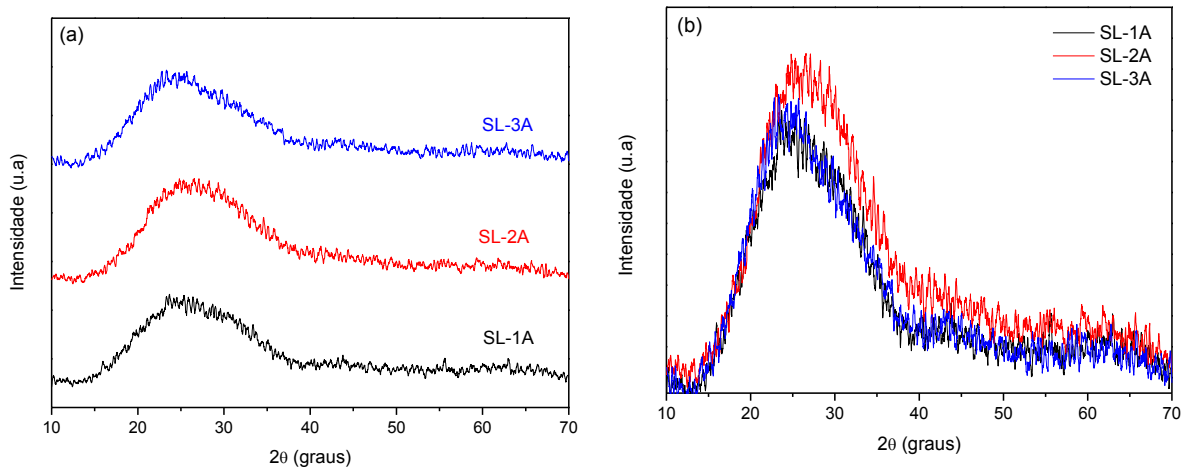 (a)
SL-3A
SL-2A
SL-1A
Intensidade (u.a)
10 20 30 40 50 60 70
2θ (graus)
(b)
SL-1A
SL-2A
SL-3A
Intensidade (u.a)
10 20 30 40 50 60 70
2θ (graus)